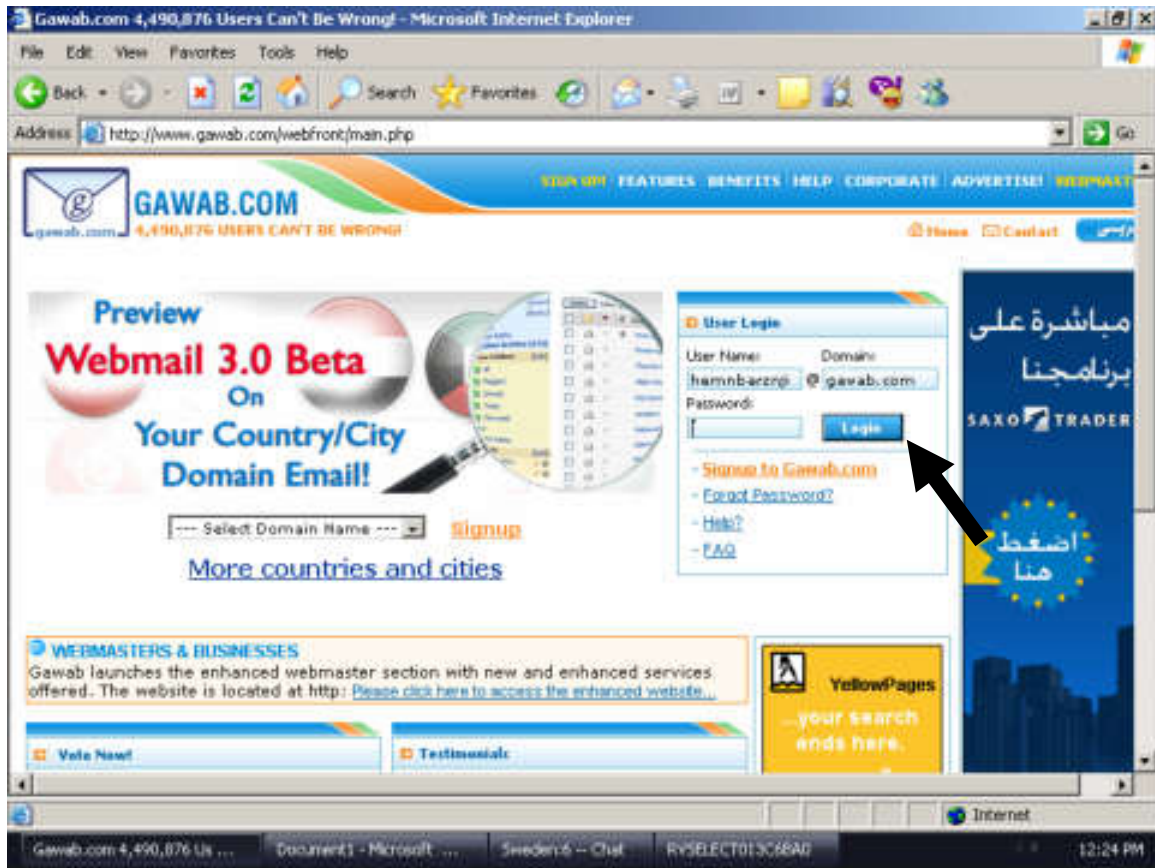 Gawab.com 4,490,876 Users Can't Be Wrong! - Microsoft Internet Explorer
File Edit View Favorites Tools Help
Back Search Favorites
Address http://www.gawab.com/webfront/main.php Go
SIGN UP! FEATURES BENEFITS HELP CORPORATE ADVERTISE!
GAWAB.COM
gawab.com 4,490,876 USERS CAN'T BE WRONG!
Home Contact
Preview
Webmail 3.0 Beta
On
Your Country/City
Domain Email!
--- Select Domain Name --- Signup
More countries and cities
User Login
User Name: Domain:
hemnbarznji @ gawab.com
Password:
Login
- Signup to Gawab.com
- Forgot Password?
- Help?
- FAQ
مباشرة على
برنامجنا
SAXO TRADER
اضغط
هنا
WEBMASTERS & BUSINESSES
Gawab launches the enhanced webmaster section with new and enhanced services
offered. The website is located at http: Please click here to access the enhanced website...
YellowPages
...your search
ends here.
Vote Now!
Testimonials
Internet
Gawab.com 4,490,876 Us ... Document1 - Microsoft ... Sweden:6 -- Chat RVSELECT013C6BA0 12:24 PM